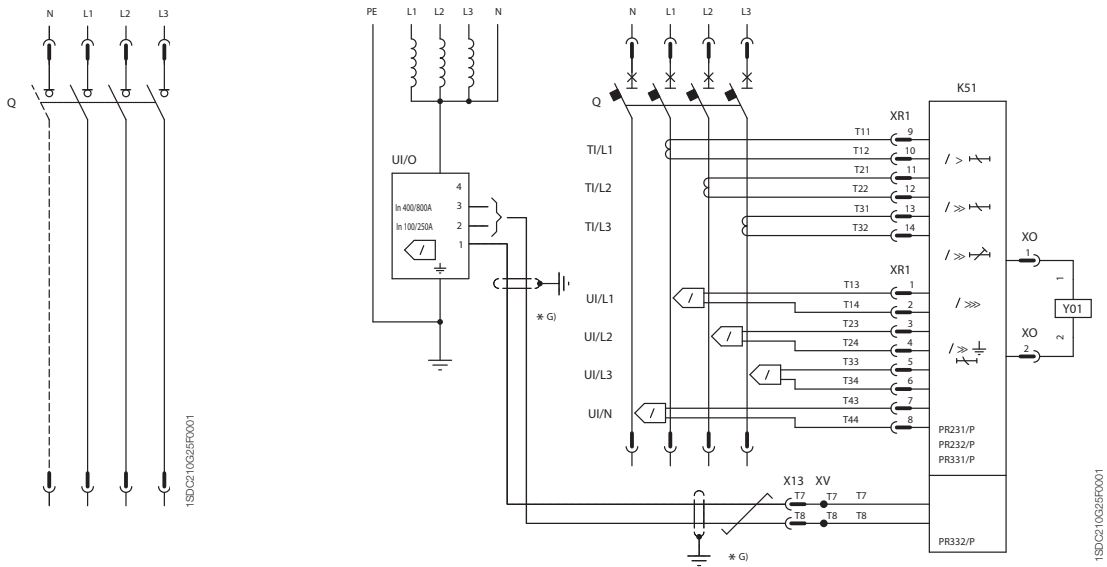 N L1 L2 L3
Q
1SDC210G25F0001
PE L1 L2 L3 N
UI/O
4
In 400/800A 3
In 100/250A 2
/ 1
* G)
N L1 L2 L3
Q
K51
XR1
TI/L1 T11 9
T12 10
/ >
TI/L2 T21 11
T22 12
/ >>
TI/L3 T31 13
T32 14
/ >>
XO
1
1
XR1
UI/L1 / T13 1
T14 2
/ >>>
Y01
UI/L2 / T23 3
T24 4
/ >>
XO
2
2
UI/L3 / T33 5
T34 6
UI/N / T43 7
T44 8
PR231/P
PR232/P
PR331/P
X13 XV
T7 T7 T7
T8 T8 T8
PR332/P
* G)
1SDC210G25F0001